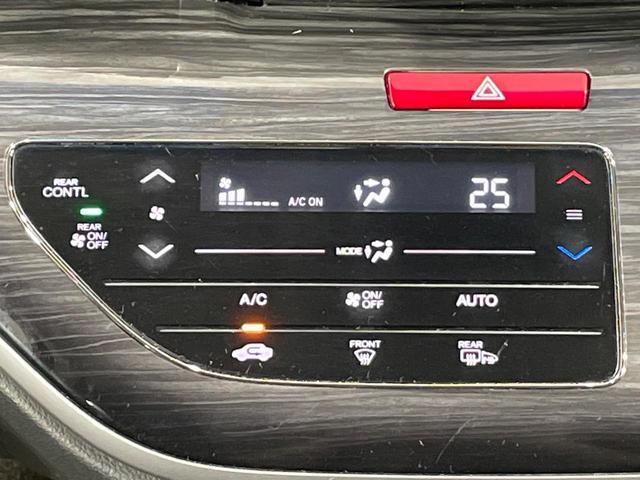 REAR
CONTL
A/C ON
25
REAR
ON/
OFF
MODE
A/C
ON/
OFF
AUTO
FRONT
REAR